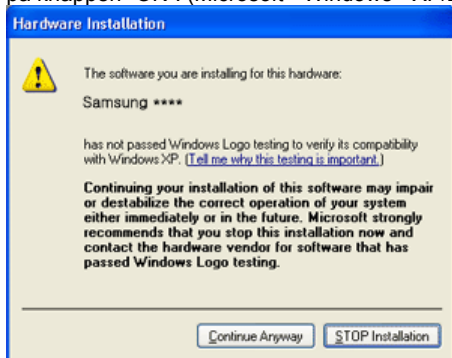 Hardware Installation
The software you are installing for this hardware:
Samsung ****
has not passed Windows Logo testing to verify its compatibility
with Windows XP. (Tell me why this testing is important.)
Continuing your installation of this software may impair
or destabilize the correct operation of your system
either immediately or in the future. Microsoft strongly
recommends that you stop this installation now and
contact the hardware vendor for software that has
passed Windows Logo testing.
Continue Anyway STOP Installation